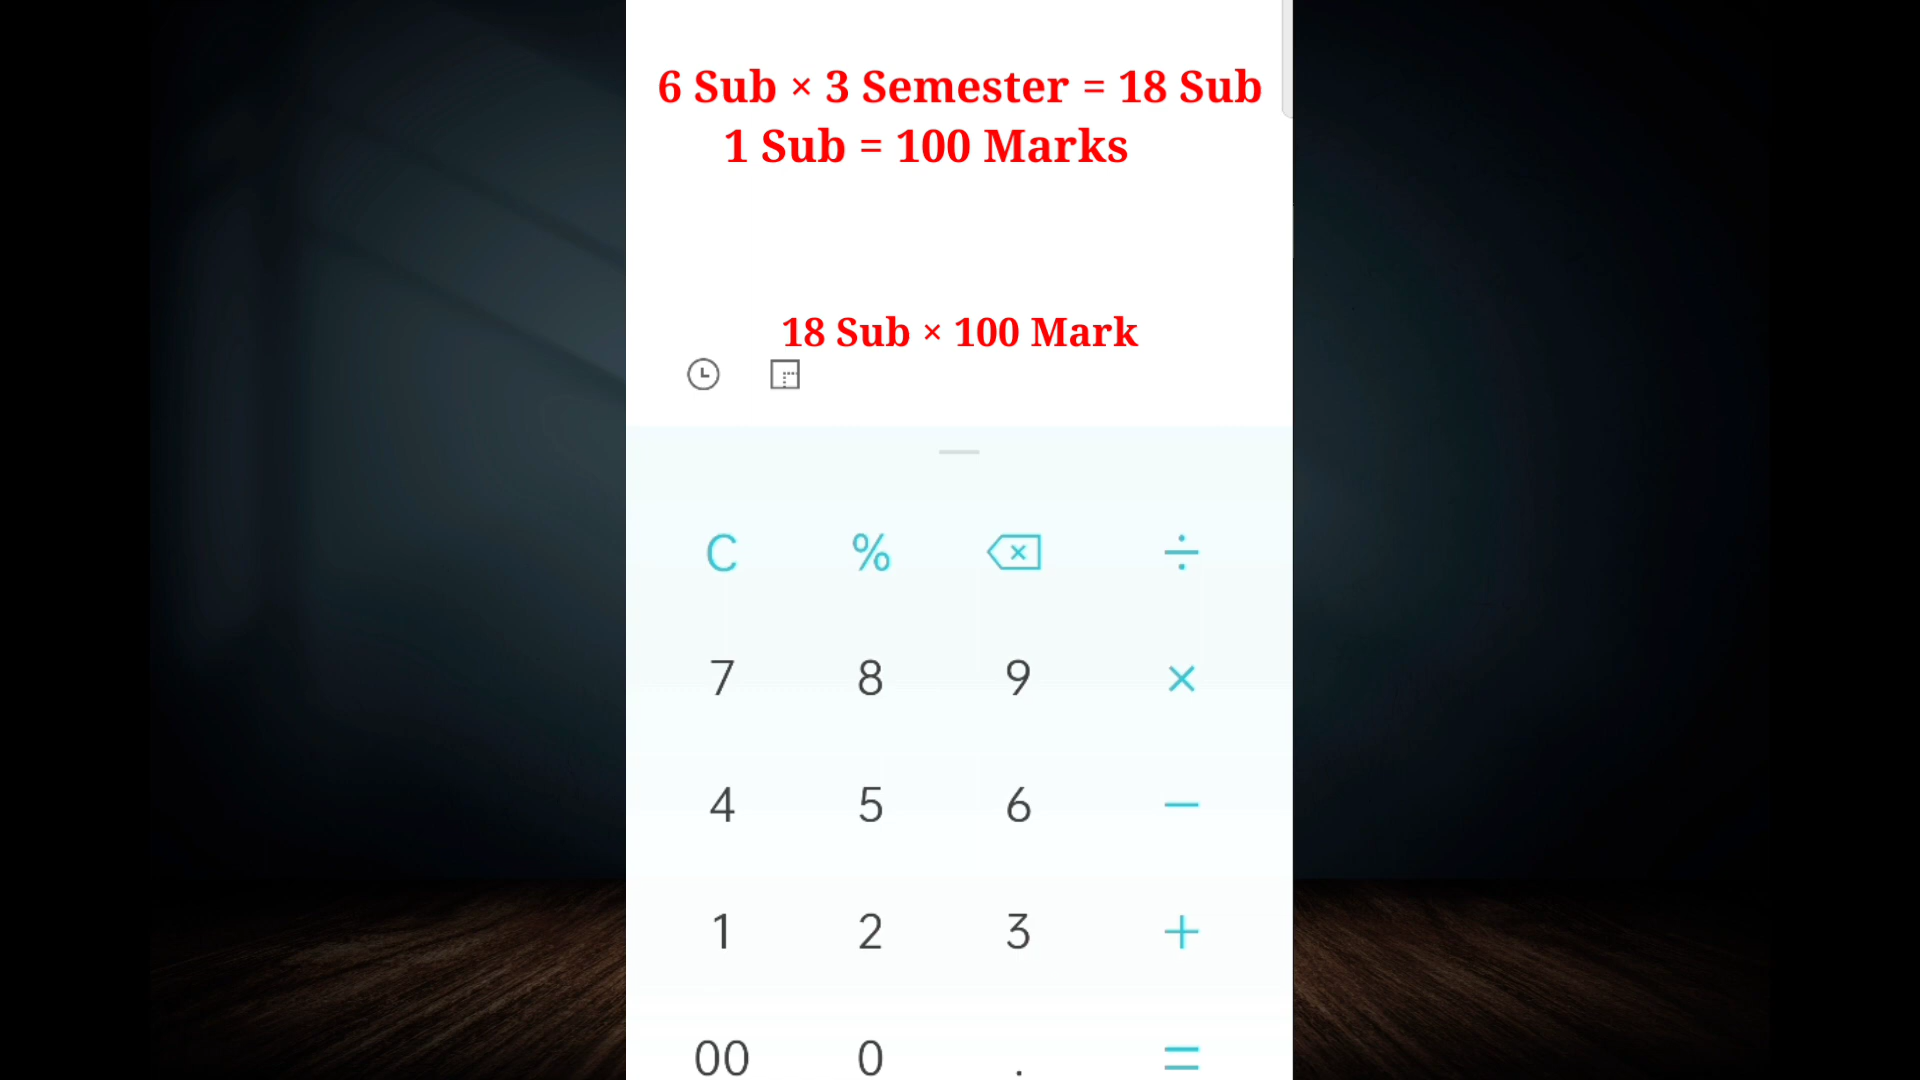 6 Sub × 3 Semester = 18 Sub
1 Sub = 100 Marks
18 Sub × 100 Mark
C % ÷
7 8 9 ×
4 5 6 −
1 2 3 +
00 0 . =